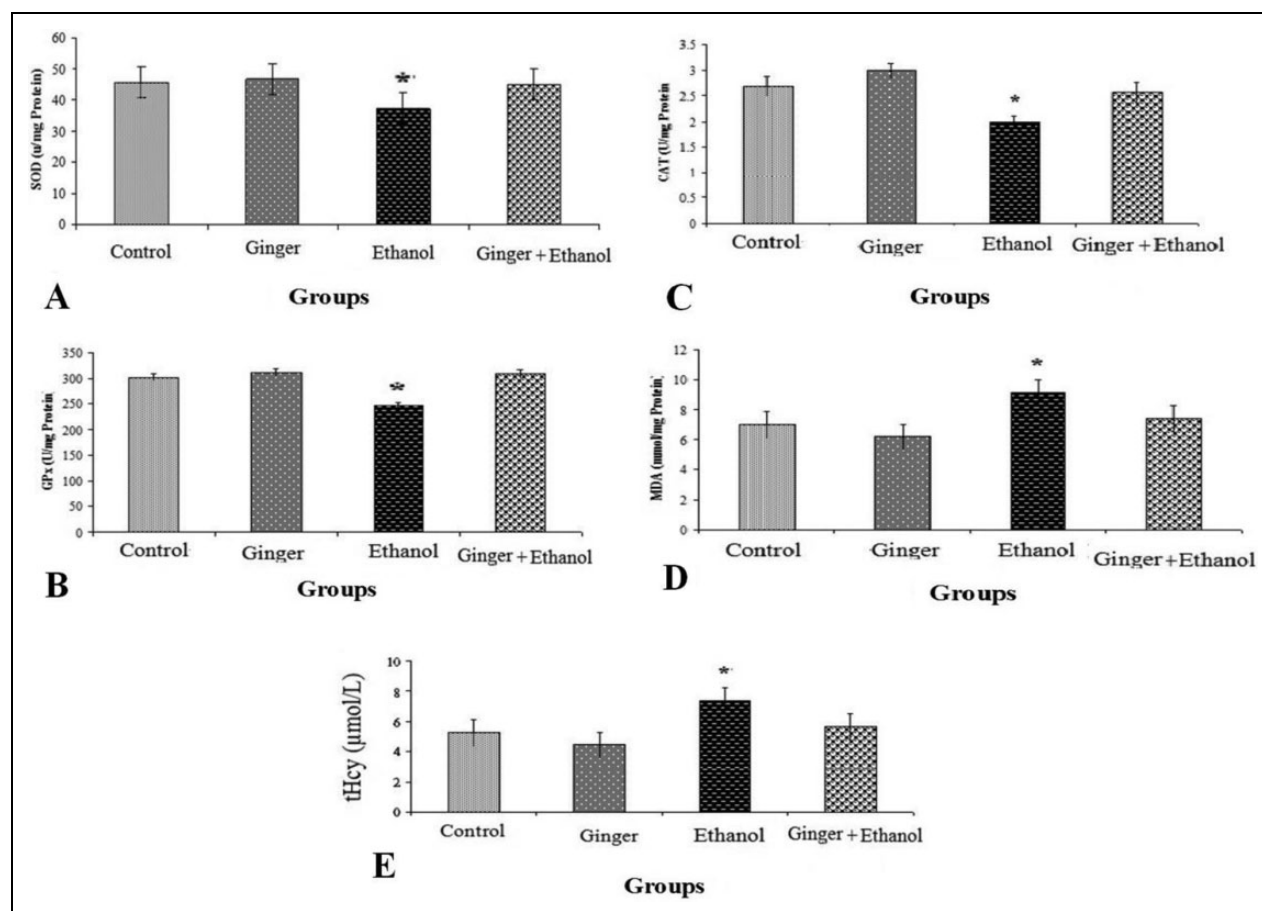 SOD (u/mg Protein)
60
50
40
30
20
10
0
*
Control Ginger Ethanol Ginger + Ethanol
A Groups
CAT (U/mg Protein
3.5
3
2.5
2
1.5
1
0.5
0
*
Control Ginger Ethanol Ginger + Ethanol
C Groups
GPx (U/mg Protein)
350
300
250
200
150
100
50
0
*
Control Ginger Ethanol Ginger + Ethanol
B Groups
MDA (mmol/mg Protein)
12
10
8
6
4
2
0
*
Control Ginger Ethanol Ginger+Ethanol
D Groups
tHcy (µmol/L)
10
8
6
4
2
0
*
Control Ginger Ethanol Ginger + Ethanol
E Groups